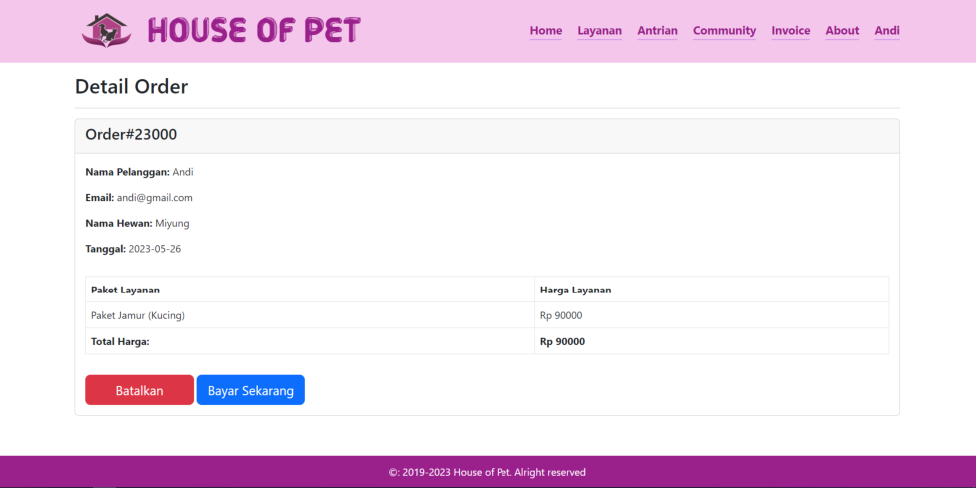 HOUSE OF PET
Home Layanan Antrian Community Invoice About Andi
Detail Order
Order#23000
Nama Pelanggan: Andi
Email: andi@gmail.com
Nama Hewan: Miyung
Tanggal: 2023-05-26
Paket Layanan Harga Layanan
Paket Jamur (Kucing) Rp 90000
Total Harga: Rp 90000
Batalkan Bayar Sekarang
©: 2019-2023 House of Pet. Alright reserved